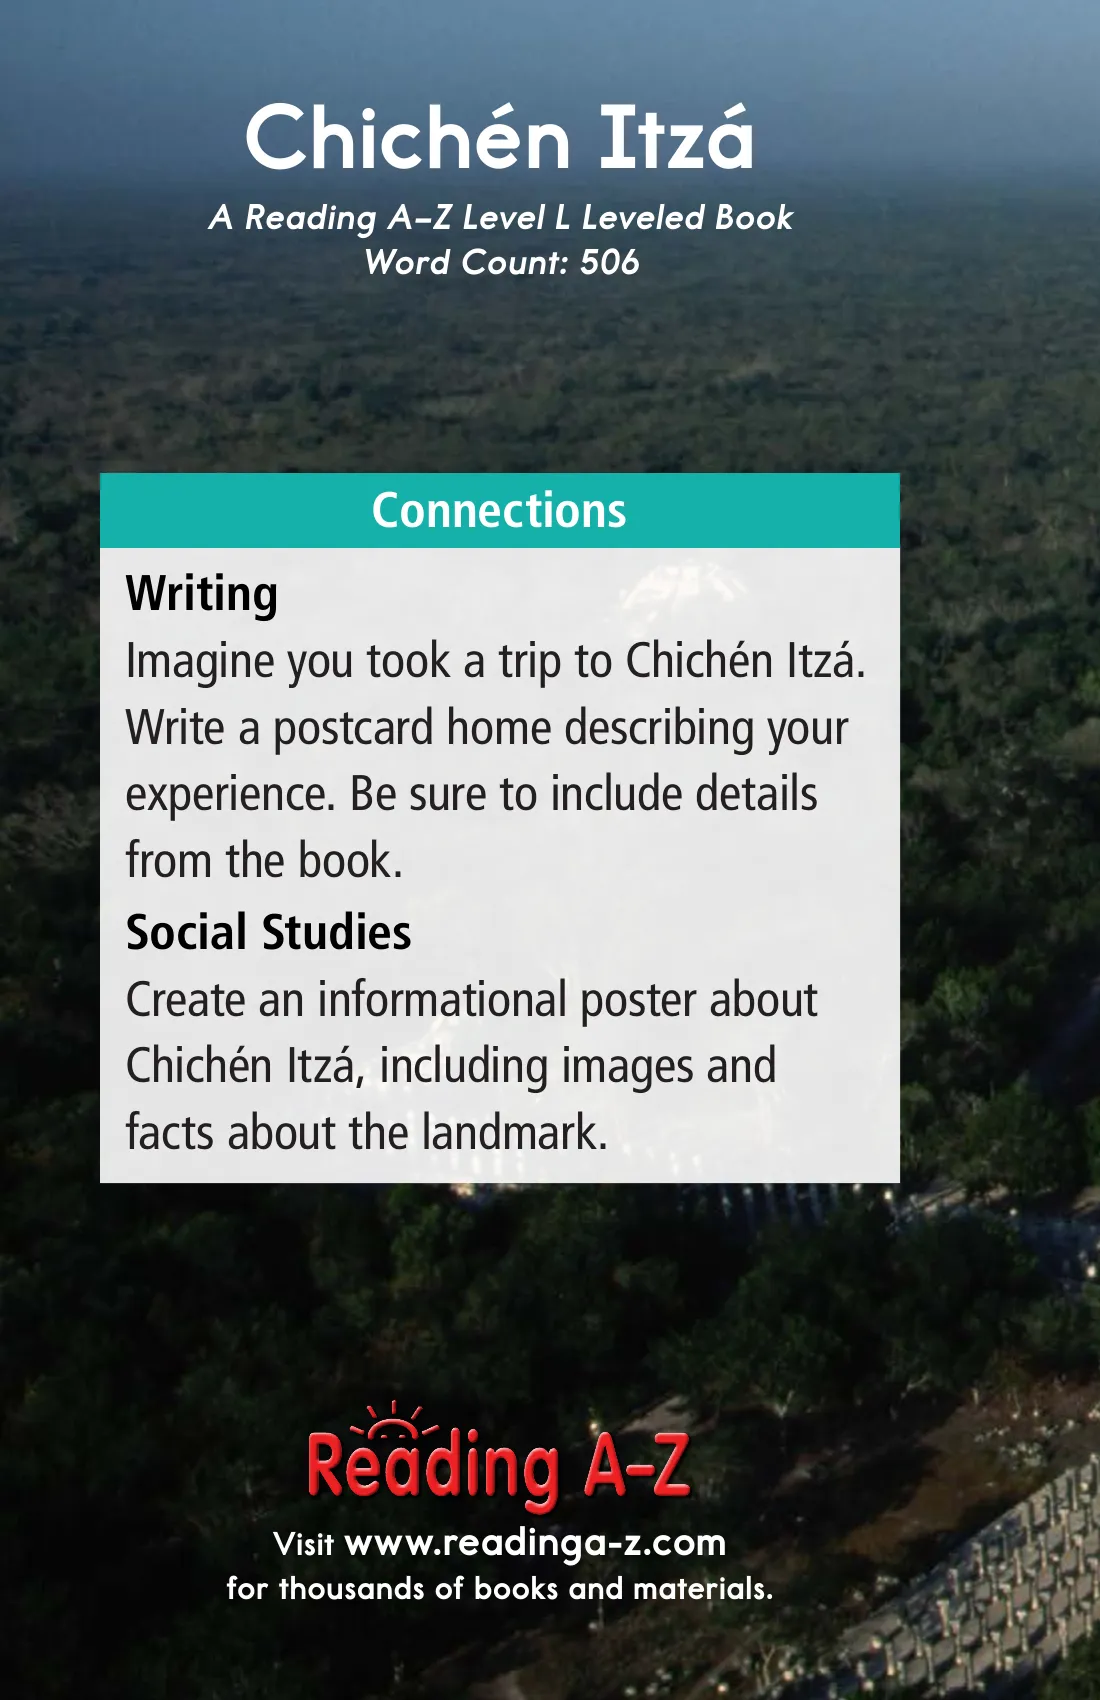 Chichén Itzá
A Reading A–Z Level L Leveled Book
Word Count: 506
Connections
Writing
Imagine you took a trip to Chichén Itzá.
Write a postcard home describing your
experience. Be sure to include details
from the book.
Social Studies
Create an informational poster about
Chichén Itzá, including images and
facts about the landmark.
Reading A–Z
Visit www.readinga-z.com
for thousands of books and materials.